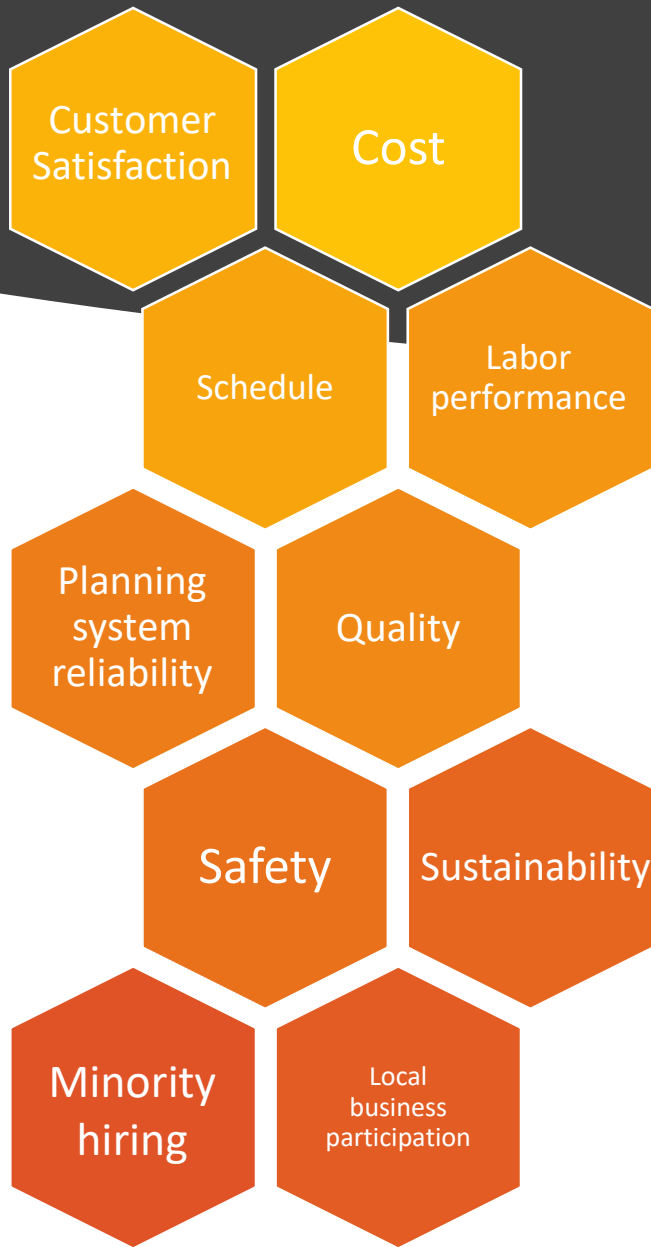 Customer
Satisfaction
Cost
Schedule
Labor
performance
Planning
system
reliability
Quality
Safety
Sustainability
Minority
hiring
Local
business
participation